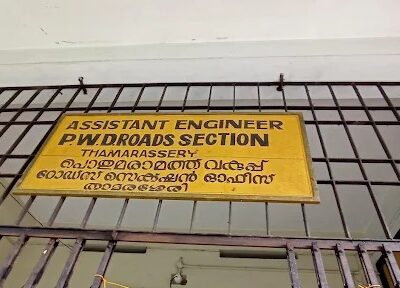 ASSISTANT ENGINEER
P.W.D ROADS SECTION
THAMARASSERY
പൊതുമരാമത്ത് വകുപ്പ്
റോഡ്സ് സെക്ഷൻ ഓഫീസ്
താമരശ്ശേരി